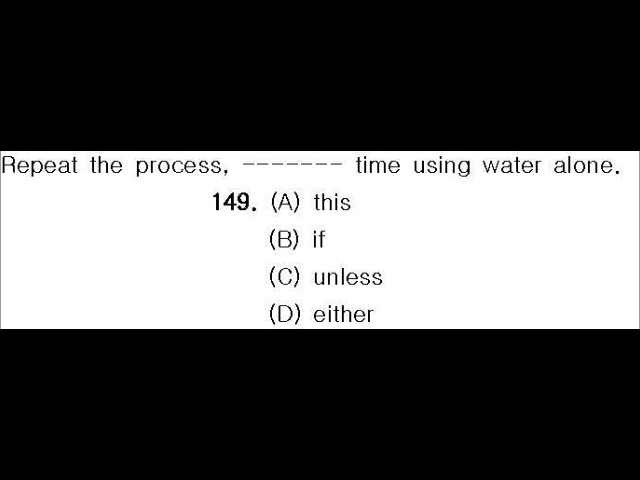 Repeat the process, ------- time using water alone.
149. (A) this
(B) if
(C) unless
(D) either